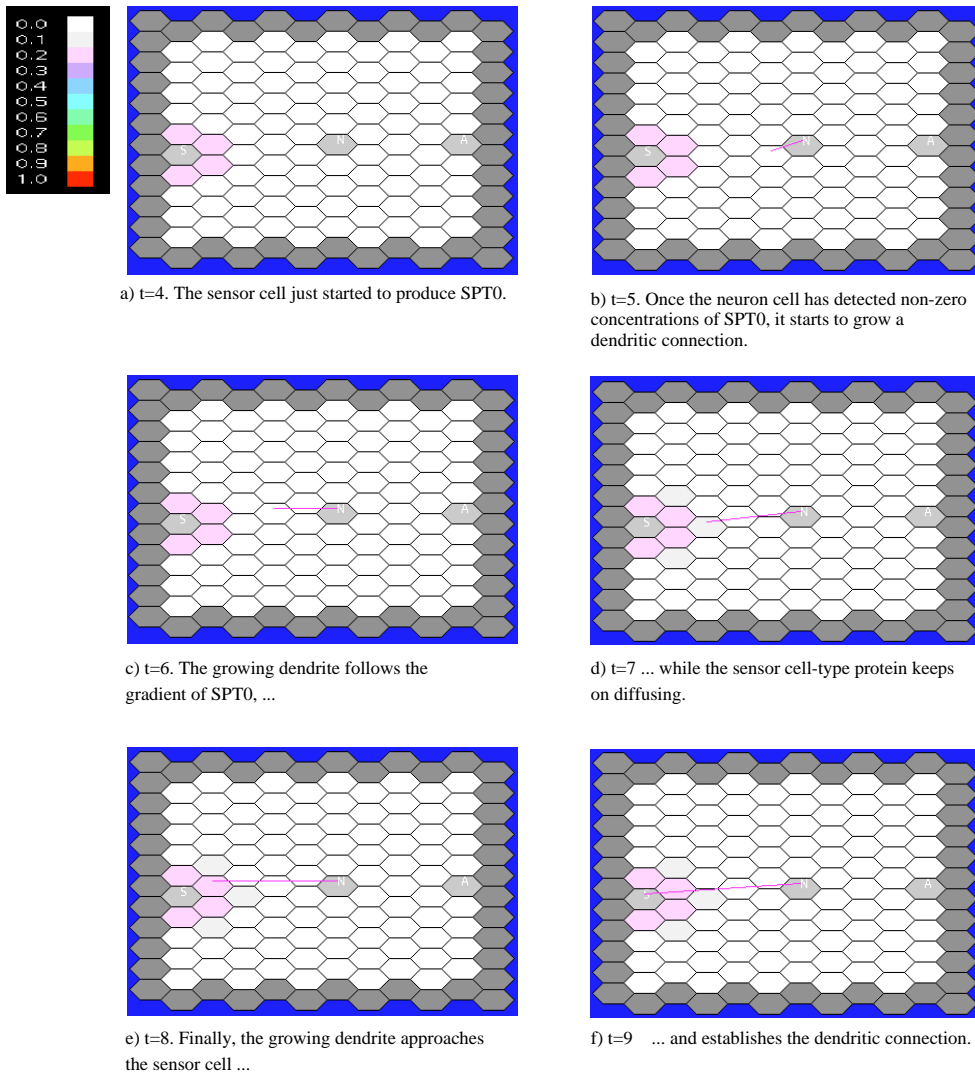 0.0
0.1
0.2
0.3
0.4
0.5
0.6
0.7
0.8
0.9
1.0
S
N
A
a) t=4. The sensor cell just started to produce SPT0.
S
N
A
b) t=5. Once the neuron cell has detected non-zero
concentrations of SPT0, it starts to grow a
dendritic connection.
S
N
A
c) t=6. The growing dendrite follows the
gradient of SPT0, ...
S
N
A
d) t=7 ... while the sensor cell-type protein keeps
on diffusing.
S
N
A
e) t=8. Finally, the growing dendrite approaches
the sensor cell ...
S
N
A
f) t=9 ... and establishes the dendritic connection.